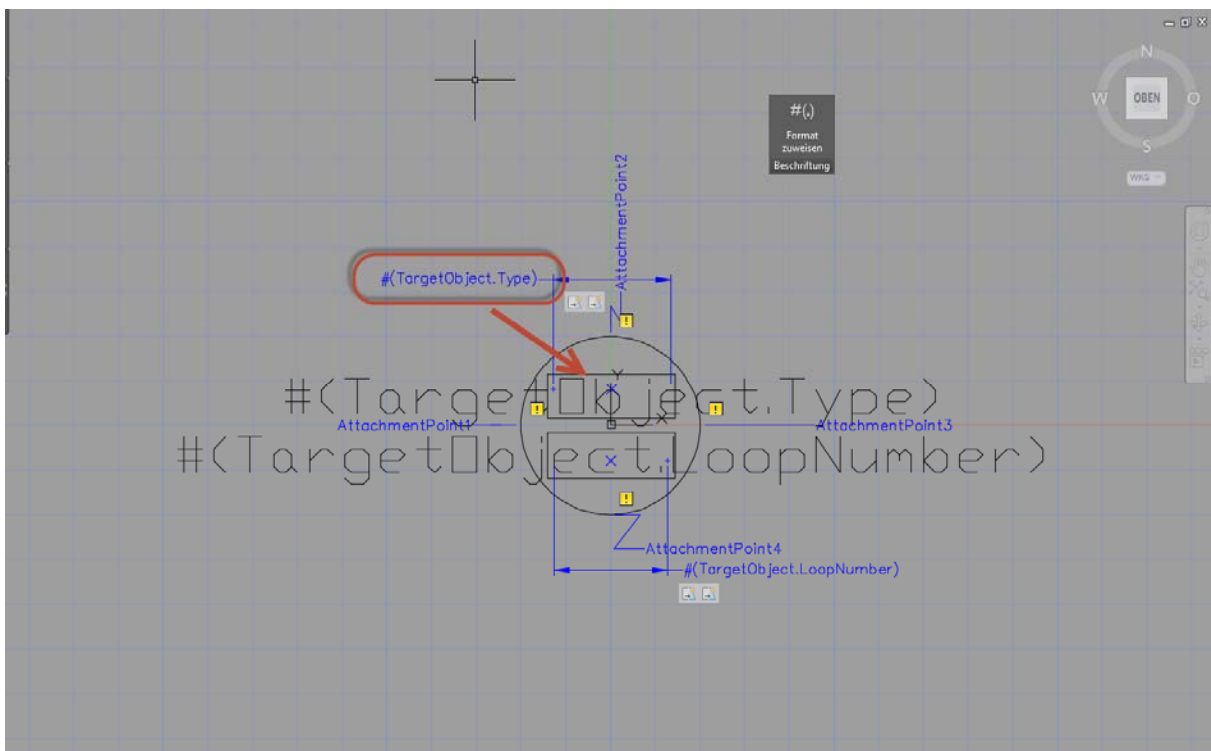 N
W OBEN O
S
WKS
#(.)
Format
zuweisen
Beschriftung
AttachmentPoint2
#(TargetObject.Type)
Y
#(TargetObject.Type)
X
AttachmentPoint1
AttachmentPoint3
#(TargetObject.LoopNumber)
AttachmentPoint4
#(TargetObject.LoopNumber)